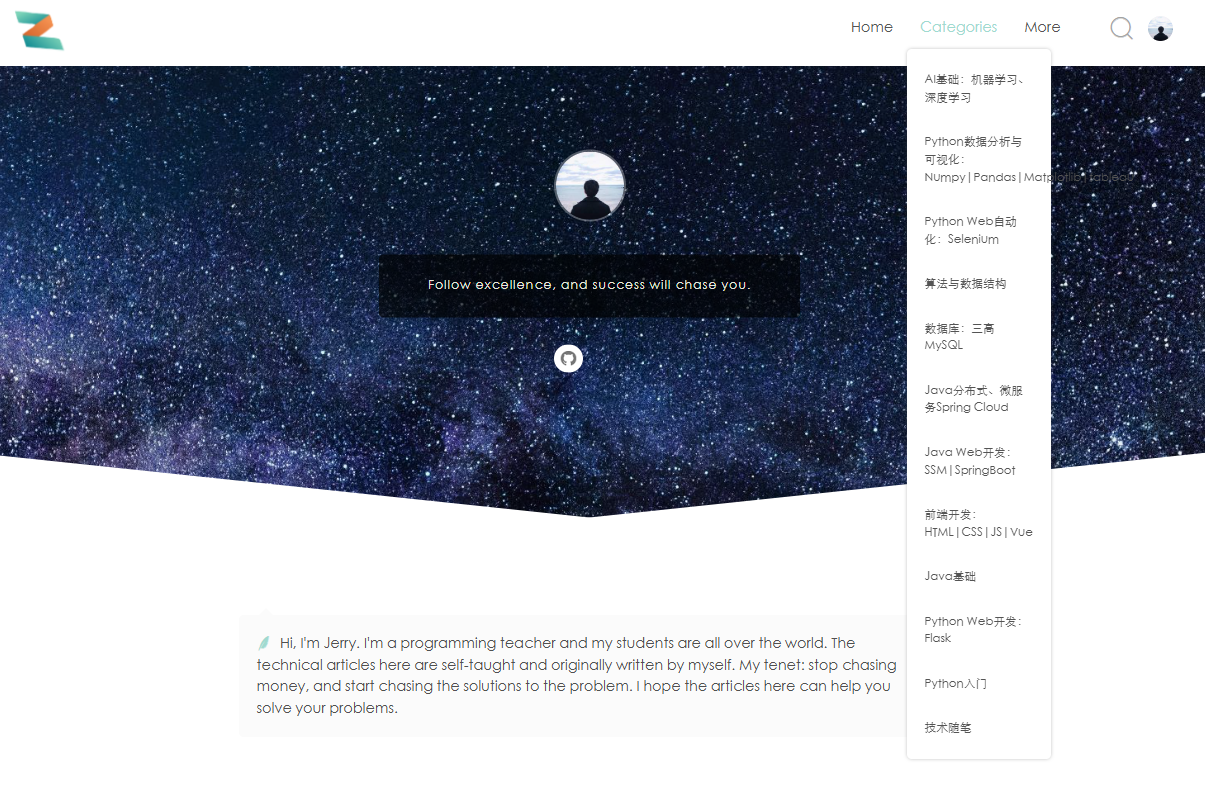 Home Categories More
AI基础：机器学习、
深度学习
Python数据分析与
可视化：
Numpy|Pandas|Matplotlib|Tableau
Python Web自动
化：Selenium
算法与数据结构
数据库：三高
MySQL
Java分布式、微服
务Spring Cloud
Java Web开发：
SSM|SpringBoot
前端开发：
HTML|CSS|JS|Vue
Java基础
Python Web开发：
Flask
Python入门
技术随笔
Follow excellence, and success will chase you.
Hi, I'm Jerry. I'm a programming teacher and my students are all over the world. The
technical articles here are self-taught and originally written by myself. My tenet: stop chasing
money, and start chasing the solutions to the problem. I hope the articles here can help you
solve your problems.